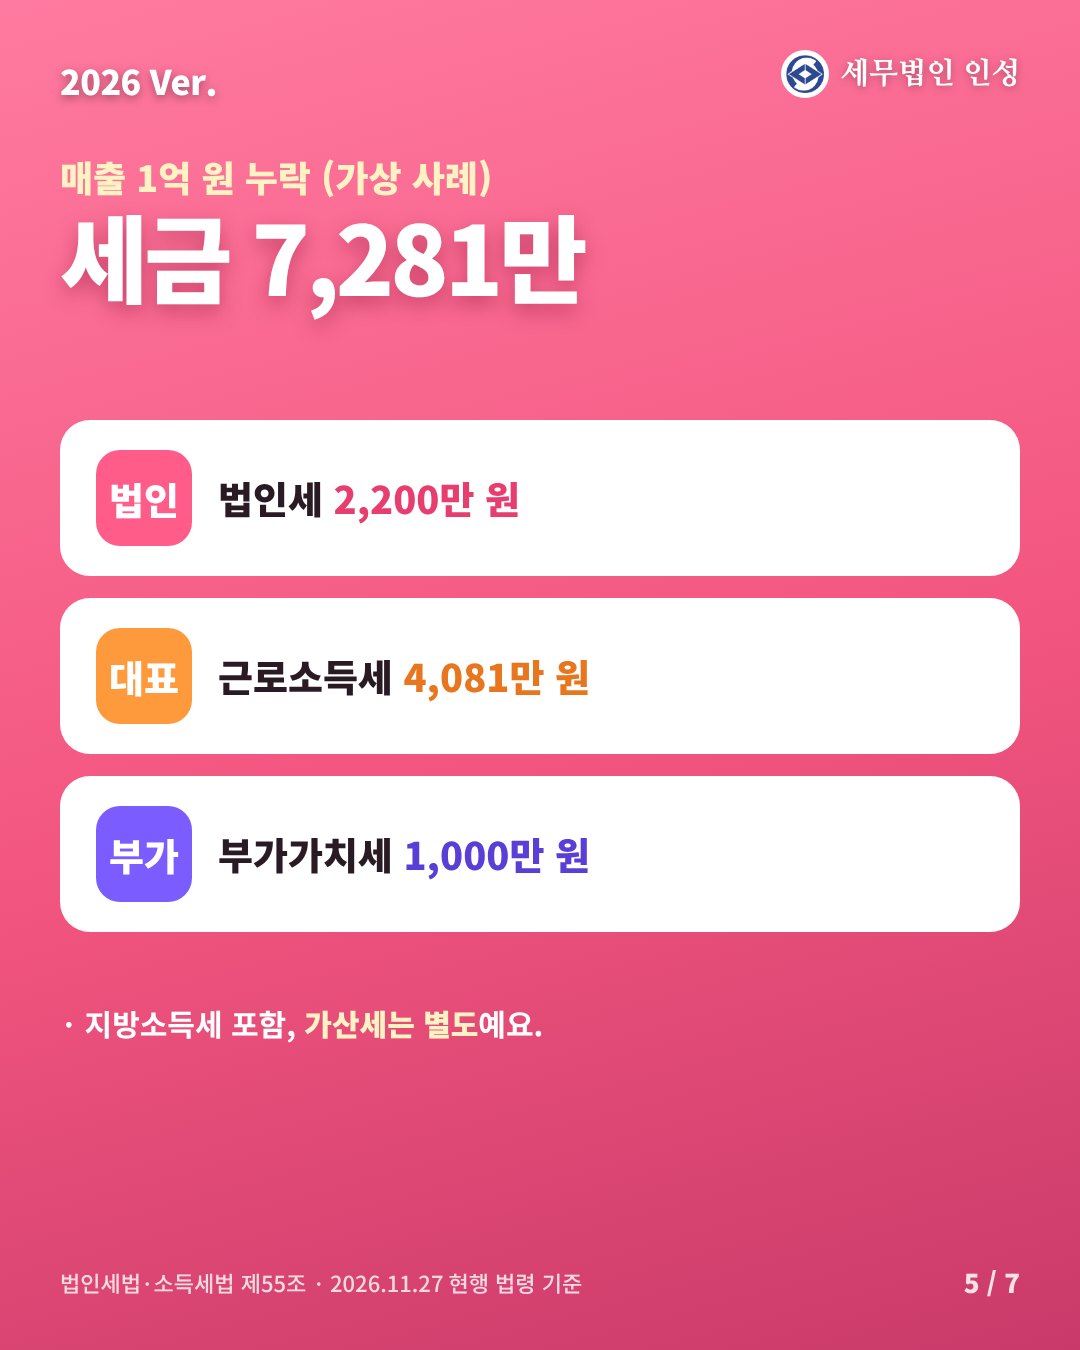 2026 Ver.
세무법인 인성
매출 1억 원 누락 (가상 사례)
세금 7,281만
법인
법인세 2,200만 원
대표
근로소득세 4,081만 원
부가
부가가치세 1,000만 원
· 지방소득세 포함, 가산세는 별도예요.
법인세법·소득세법 제55조 · 2026.11.27 현행 법령 기준
5 / 7